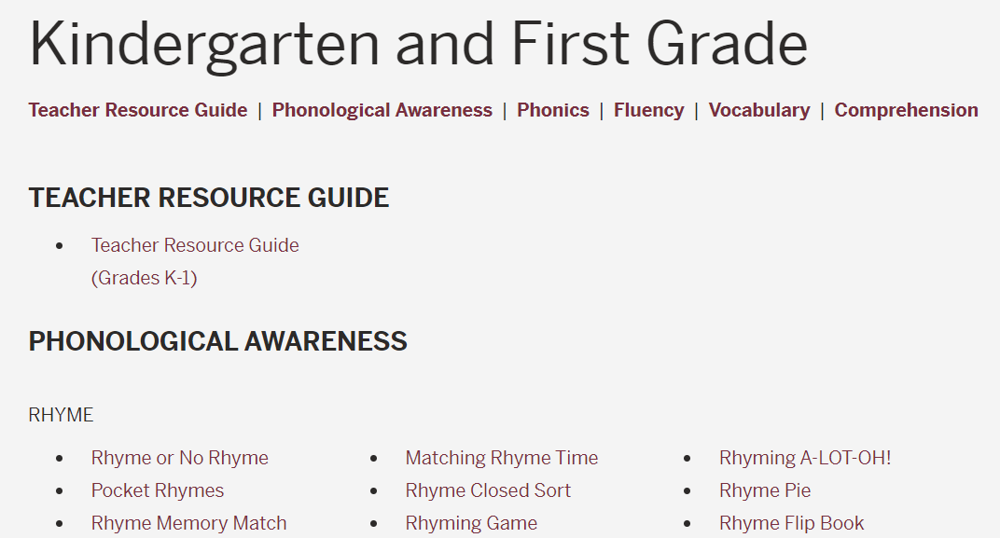 Kindergarten and First Grade
Teacher Resource Guide | Phonological Awareness | Phonics | Fluency | Vocabulary | Comprehension
TEACHER RESOURCE GUIDE
• Teacher Resource Guide
(Grades K-1)
PHONOLOGICAL AWARENESS
RHYME
• Rhyme or No Rhyme • Matching Rhyme Time • Rhyming A-LOT-OH!
• Pocket Rhymes • Rhyme Closed Sort • Rhyme Pie
• Rhyme Memory Match • Rhyming Game • Rhyme Flip Book